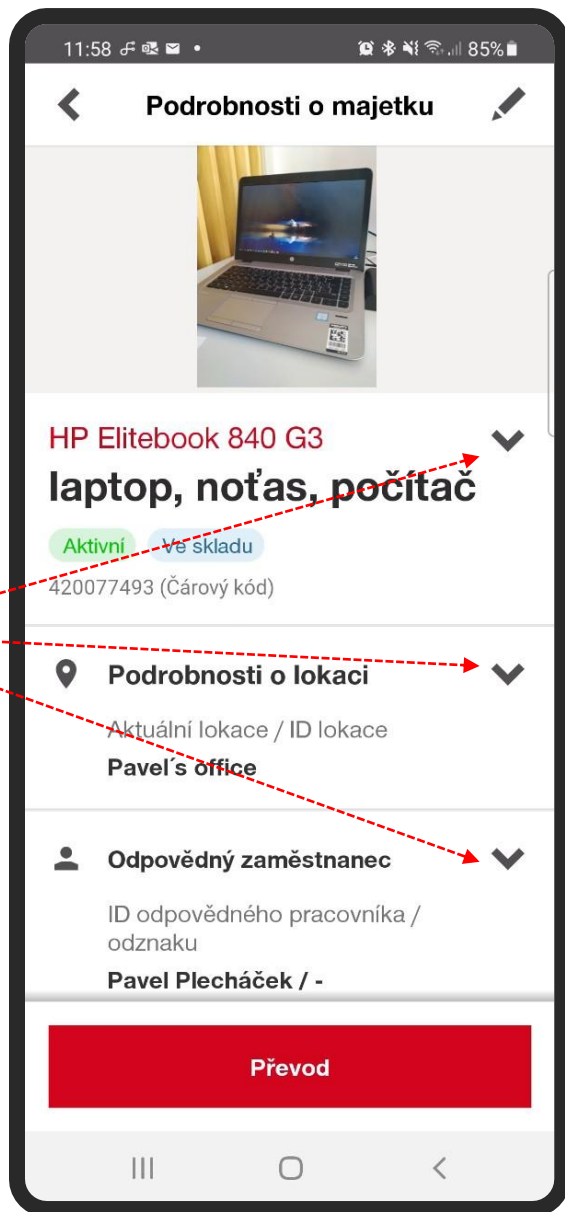 11:58
85%
Podrobnosti o majetku
HP Elitebook 840 G3
laptop, noťas, počítač
Aktivní Ve skladu
420077493 (Čárový kód)
Podrobnosti o lokaci
Aktuální lokace / ID lokace
Pavel´s office
Odpovědný zaměstnanec
ID odpovědného pracovníka /
odznaku
Pavel Plecháček / -
Převod